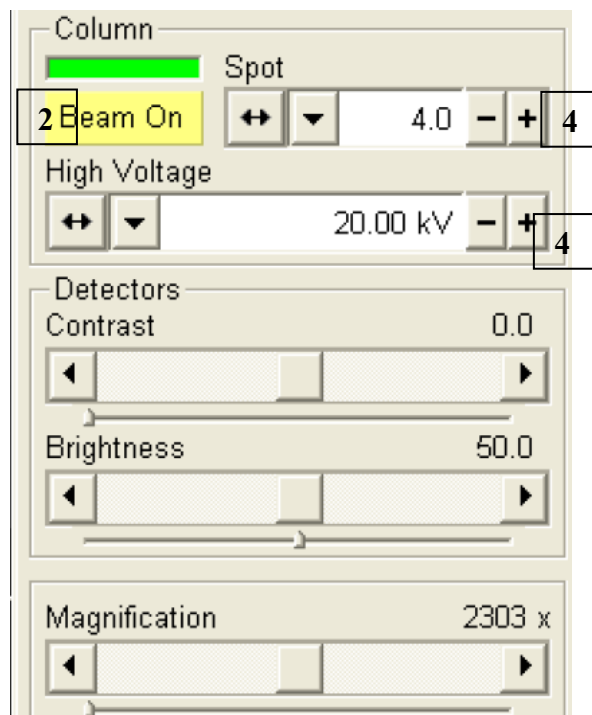 Column
Spot
2 Beam On 4.0 - + 4
High Voltage
20.00 kV - + 4
Detectors
Contrast 0.0
Brightness 50.0
Magnification 2303 x